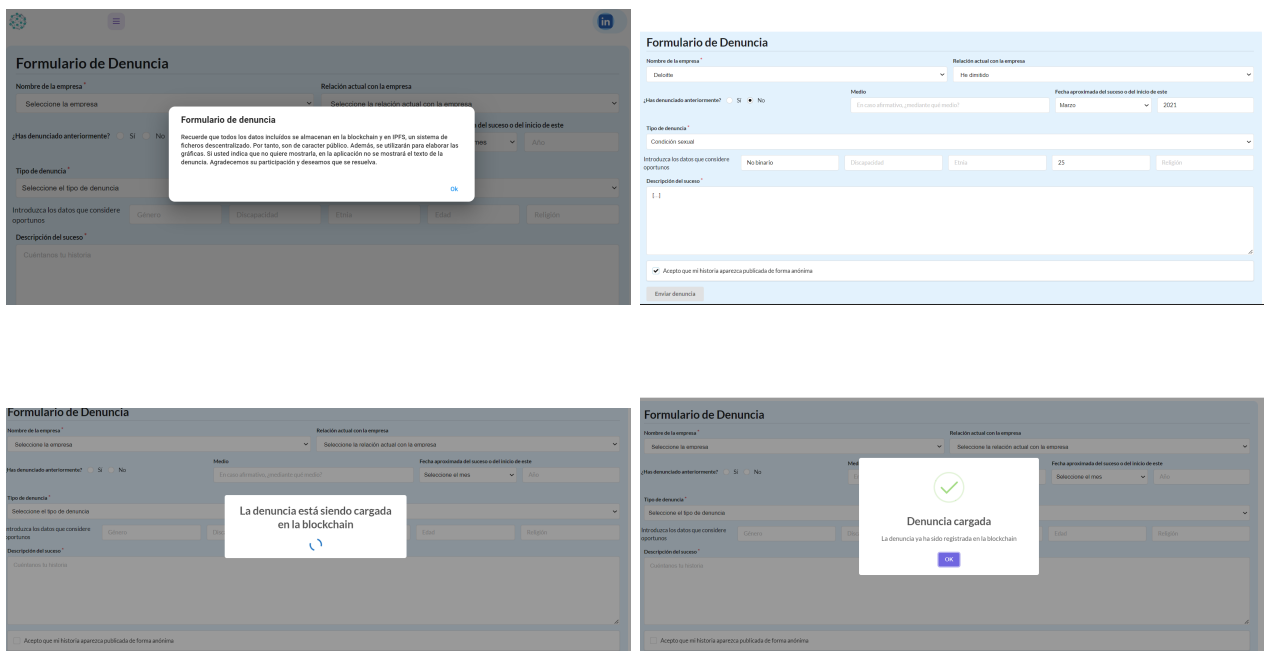 in
Formulario de Denuncia
Nombre de la empresa *
Relación actual con la empresa
Seleccione la empresa
Seleccione la relación actual con la empresa
¿Has denunciado anteriormente?
Sí
No
del suceso o del inicio de este
mes
Año
Tipo de denuncia *
Seleccione el tipo de denuncia
Introduzca los datos que considere
oportunos
Género
Discapacidad
Etnia
Edad
Religión
Descripción del suceso *
Cuéntanos tu historia
Formulario de denuncia
Recuerde que todos los datos incluidos se almacenan en la blockchain y en IPFS, un sistema de
ficheros descentralizado. Por tanto, son de carácter público. Además, se utilizarán para elaborar las
gráficas. Si usted indica que no quiere mostrarla, en la aplicación no se mostrará el texto de la
denuncia. Agradecemos su participación y deseamos que se resuelva.
Ok
Formulario de Denuncia
Nombre de la empresa *
Relación actual con la empresa
Deloitte
He dimitido
¿Has denunciado anteriormente?
Sí
No
Medio
En caso afirmativo, ¿mediante qué medio?
Fecha aproximada del suceso o del inicio de este
Marzo
2021
Tipo de denuncia *
Condición sexual
Introduzca los datos que considere
oportunos
No binario
Discapacidad
Etnia
25
Religión
Descripción del suceso *
[...]
Acepto que mi historia aparezca publicada de forma anónima
Enviar denuncia
Formulario de Denuncia
Nombre de la empresa *
Relación actual con la empresa
Seleccione la empresa
Seleccione la relación actual con la empresa
Has denunciado anteriormente?
Sí
No
Medio
En caso afirmativo, ¿mediante qué medio?
Fecha aproximada del suceso o del inicio de este
Seleccione el mes
Año
Tipo de denuncia *
Seleccione el tipo de denuncia
ntroduzca los datos que considere
oportunos
Género
Disc
Edad
Religión
Descripción del suceso *
Cuéntanos tu historia
Acepto que mi historia aparezca publicada de forma anónima
La denuncia está siendo cargada
en la blockchain
Formulario de Denuncia
Nombre de la empresa *
Relación actual con la empresa
Seleccione la empresa
Seleccione la relación actual con la empresa
¿Has denunciado anteriormente?
Sí
No
Med
Fecha aproximada del suceso o del inicio de este
Seleccione el mes
Año
Tipo de denuncia *
Seleccione el tipo de denuncia
Introduzca los datos que considere
oportunos
Género
Disc
Edad
Religión
Descripción del suceso *
Cuéntanos tu historia
Acepto que mi historia aparezca publicada de forma anónima
Denuncia cargada
La denuncia ya ha sido registrada en la blockchain
OK